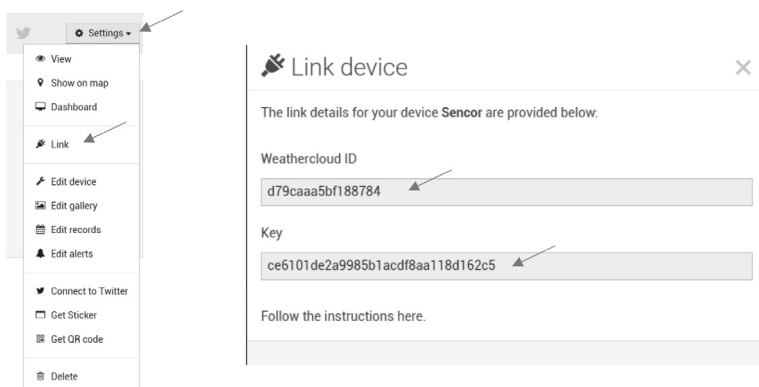 Settings
View
Show on map
Dashboard
Link
Edit device
Edit gallery
Edit records
Edit alerts
Connect to Twitter
Get Sticker
Get QR code
Delete
Link device
The link details for your device Sencor are provided below:
Weathercloud ID
d79caaa5bf188784
Key
ce6101de2a9985b1acdf8aa118d162c5
Follow the instructions here.